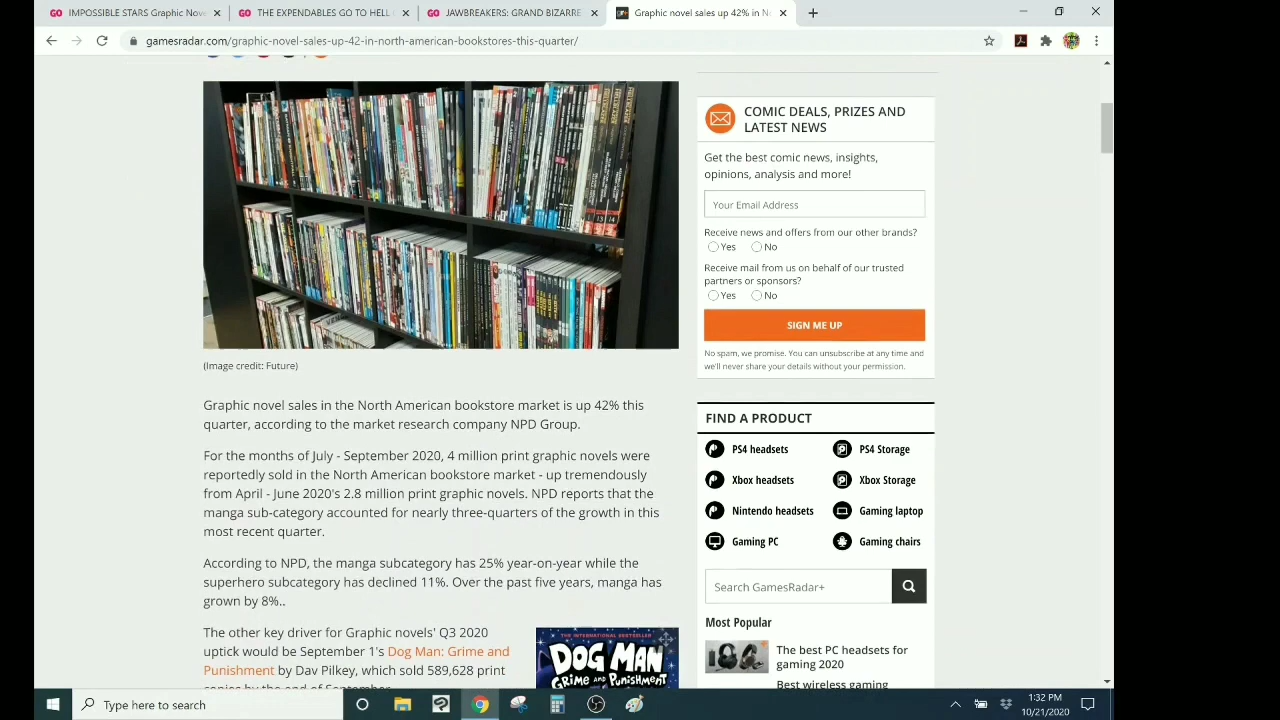 IMPOSSIBLE STARS Graphic Nove
THE EXPENDABLES GO TO HELL
JAWBREAKERS: GRAND BIZARRE
Graphic novel sales up 42% in N
gamesradar.com/graphic-novel-sales-up-42-in-north-american-bookstores-this-quarter/
(Image credit: Future)
Graphic novel sales in the North American bookstore market is up 42% this
quarter, according to the market research company NPD Group.
For the months of July - September 2020, 4 million print graphic novels were
reportedly sold in the North American bookstore market - up tremendously
from April - June 2020's 2.8 million print graphic novels. NPD reports that the
manga sub-category accounted for nearly three-quarters of the growth in this
most recent quarter.
According to NPD, the manga subcategory has 25% year-on-year while the
superhero subcategory has declined 11%. Over the past five years, manga has
grown by 8%..
The other key driver for Graphic novels' Q3 2020
uptick would be September 1's Dog Man: Grime and
Punishment by Dav Pilkey, which sold 589,628 print
copies by the end of September.
THE INTERNATIONAL BESTSELLER
DOG MAN
GRIME AND PUNISHMENT
COMIC DEALS, PRIZES AND
LATEST NEWS
Get the best comic news, insights,
opinions, analysis and more!
Your Email Address
Receive news and offers from our other brands?
Yes No
Receive mail from us on behalf of our trusted
partners or sponsors?
Yes No
SIGN ME UP
No spam, we promise. You can unsubscribe at any time and
we'll never share your details without your permission.
FIND A PRODUCT
PS4 headsets PS4 Storage
Xbox headsets Xbox Storage
Nintendo headsets Gaming laptop
Gaming PC Gaming chairs
Search GamesRadar+
Most Popular
The best PC headsets for
gaming 2020
Best wireless gaming
Type here to search
1:32 PM
10/21/2020